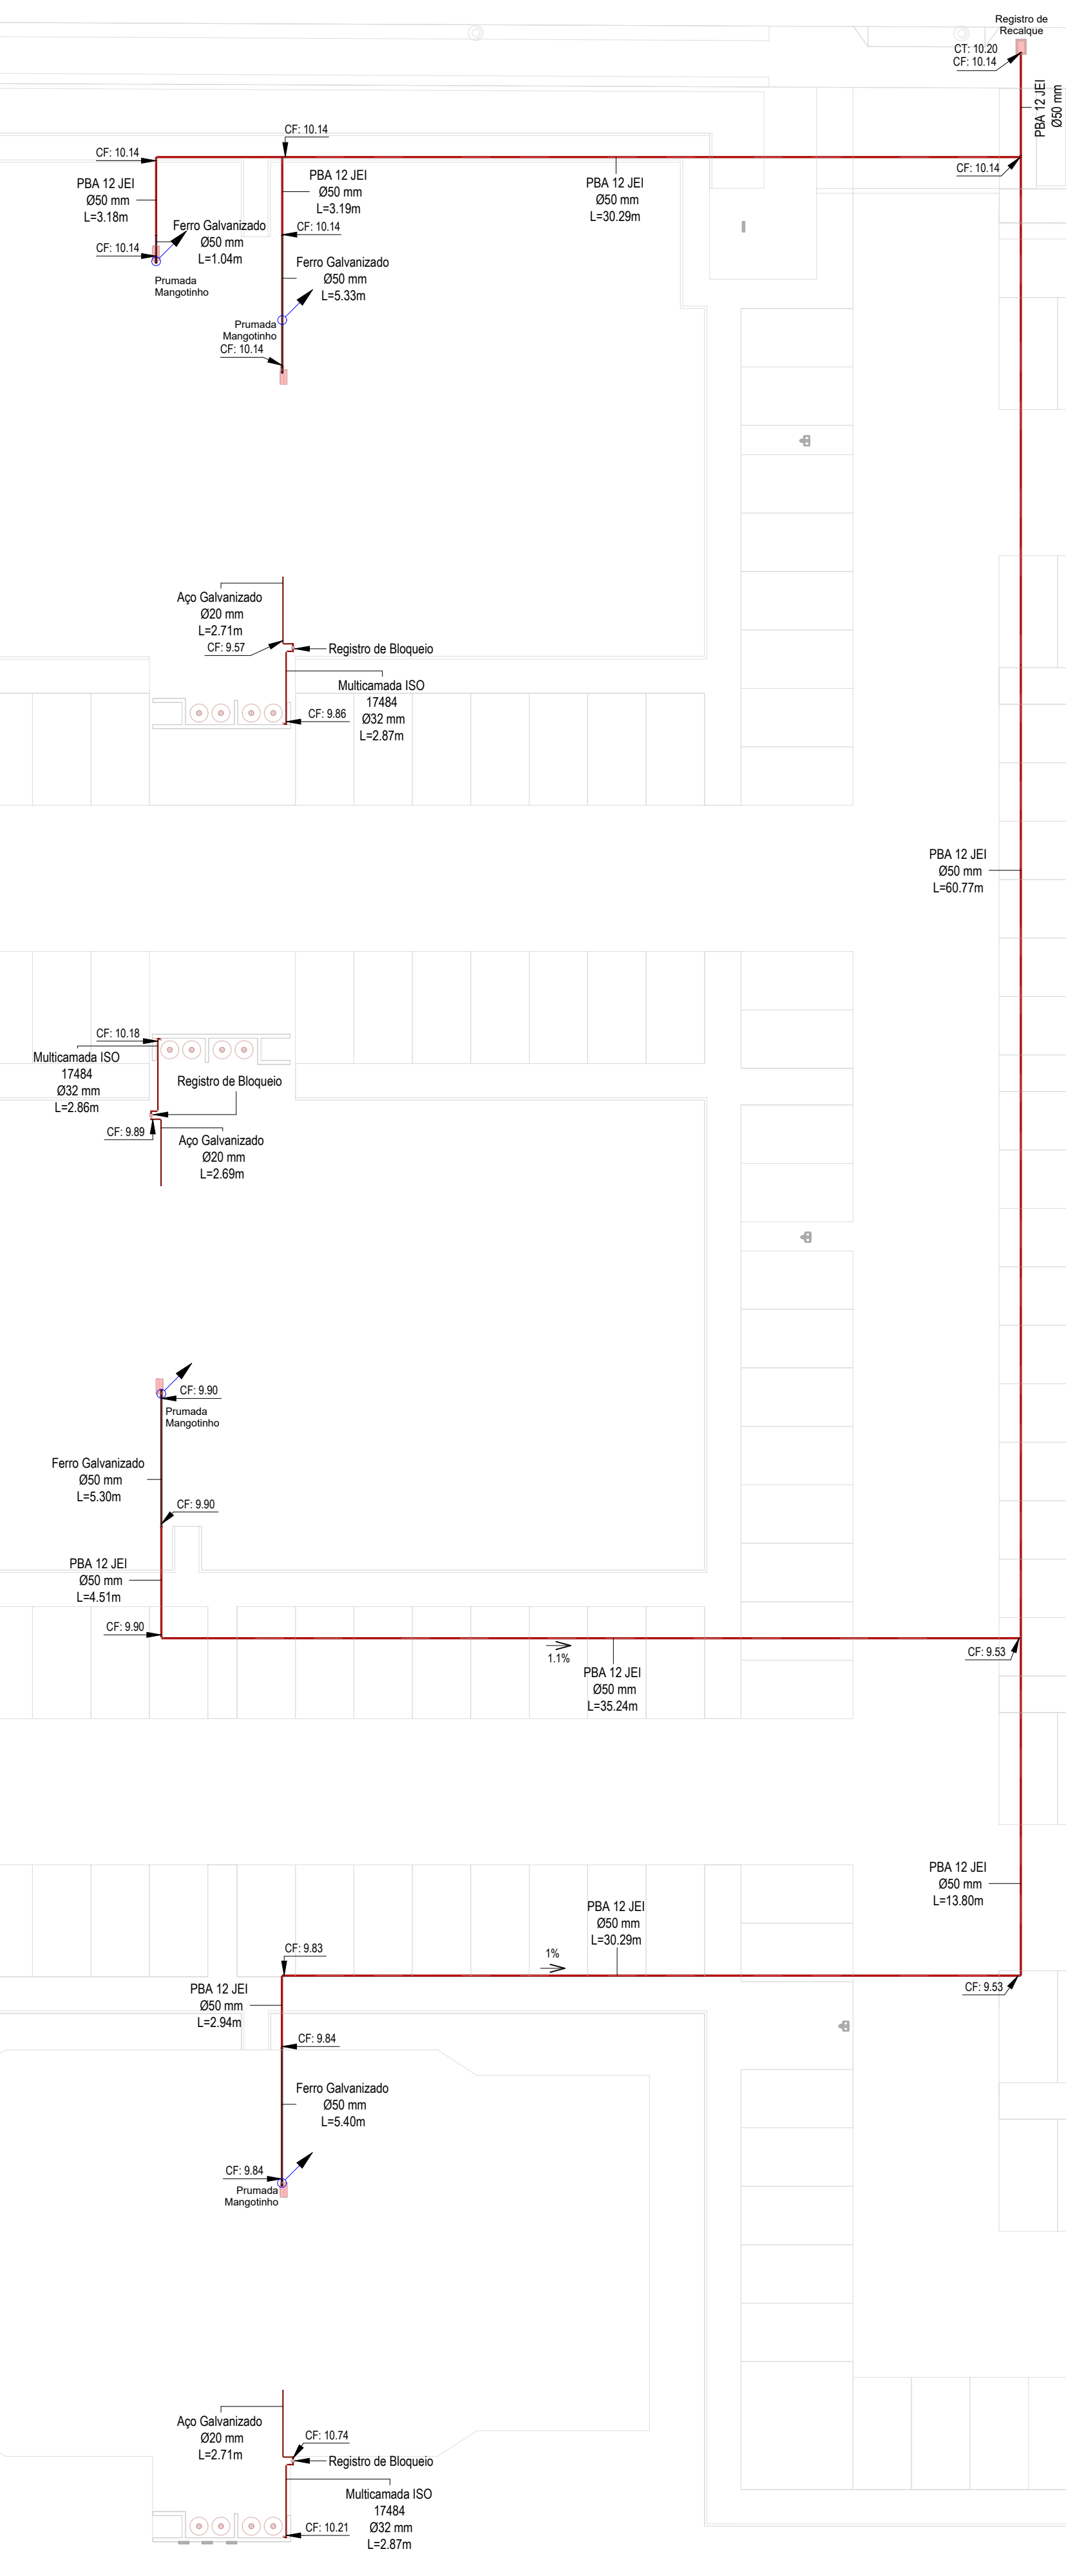 Registro de
Recalque
CT: 10.20
CF: 10.14
PBA 12 JEI
Ø50 mm
CF: 10.14
CF: 10.14
CF: 10.14
PBA 12 JEI
Ø50 mm
L=3.18m
PBA 12 JEI
Ø50 mm
L=3.19m
PBA 12 JEI
Ø50 mm
L=30.29m
Ferro Galvanizado
Ø50 mm
L=1.04m
CF: 10.14
CF: 10.14
Prumada
Mangotinho
Ferro Galvanizado
Ø50 mm
L=5.33m
Prumada
Mangotinho
CF: 10.14
Aço Galvanizado
Ø20 mm
L=2.71m
CF: 9.57
Registro de Bloqueio
Multicamada ISO
17484
Ø32 mm
L=2.87m
CF: 9.86
PBA 12 JEI
Ø50 mm
L=60.77m
CF: 10.18
Multicamada ISO
17484
Ø32 mm
L=2.86m
Registro de Bloqueio
CF: 9.89
Aço Galvanizado
Ø20 mm
L=2.69m
CF: 9.90
Prumada
Mangotinho
Ferro Galvanizado
Ø50 mm
L=5.30m
CF: 9.90
PBA 12 JEI
Ø50 mm
L=4.51m
CF: 9.90
1.1%
PBA 12 JEI
Ø50 mm
L=35.24m
CF: 9.53
PBA 12 JEI
Ø50 mm
L=13.80m
PBA 12 JEI
Ø50 mm
L=30.29m
CF: 9.83
1%
CF: 9.53
PBA 12 JEI
Ø50 mm
L=2.94m
CF: 9.84
Ferro Galvanizado
Ø50 mm
L=5.40m
CF: 9.84
Prumada
Mangotinho
Aço Galvanizado
Ø20 mm
L=2.71m
CF: 10.74
Registro de Bloqueio
Multicamada ISO
17484
Ø32 mm
L=2.87m
CF: 10.21